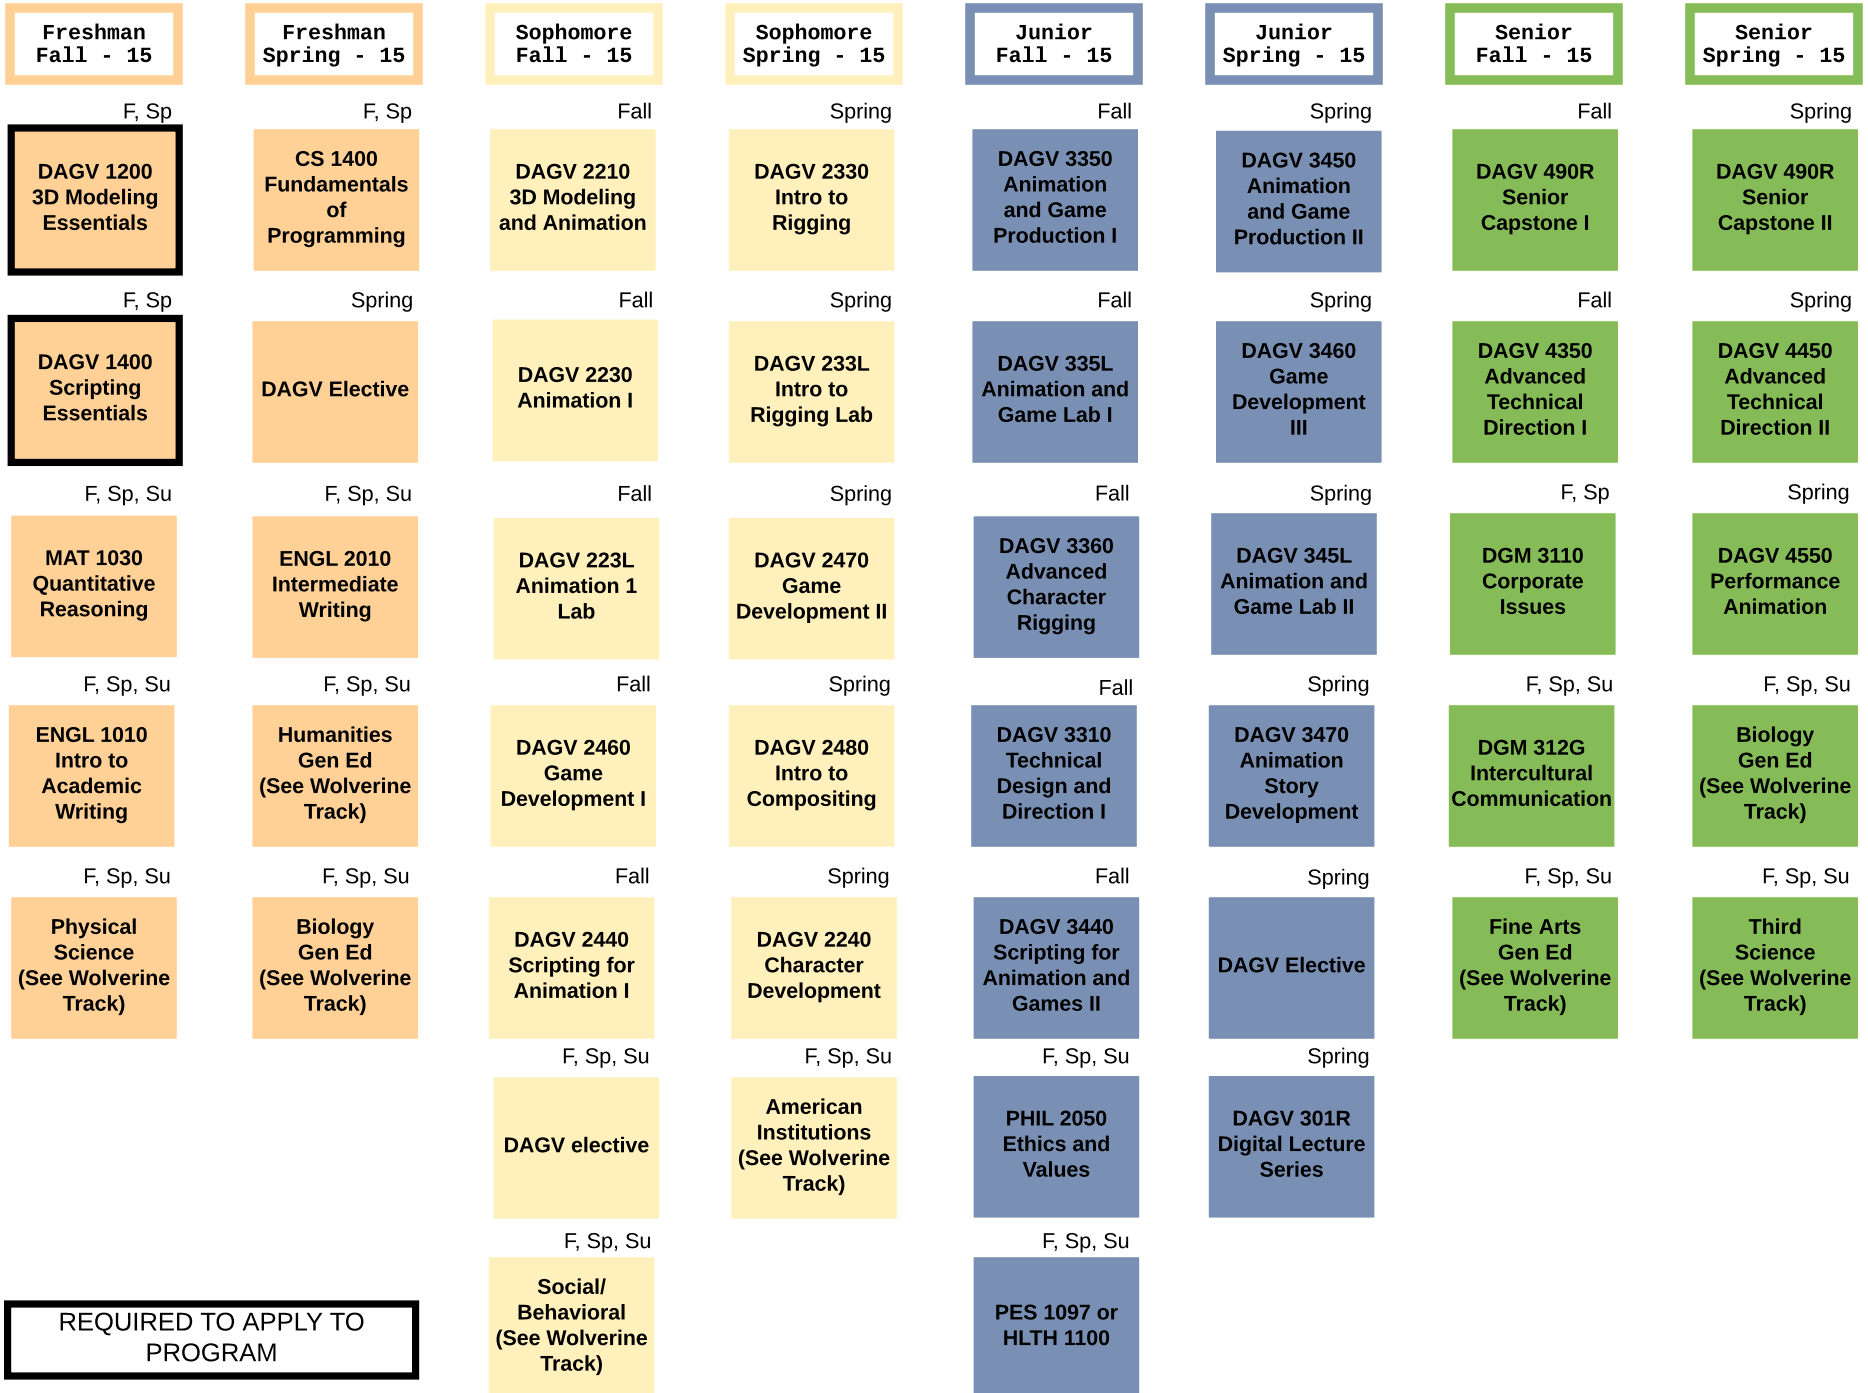 Freshman
Fall - 15
F, Sp
DAGV 1200
3D Modeling
Essentials
F, Sp
DAGV 1400
Scripting
Essentials
F, Sp, Su
MAT 1030
Quantitative
Reasoning
F, Sp, Su
ENGL 1010
Intro to
Academic
Writing
F, Sp, Su
Physical
Science
(See Wolverine
Track)
Freshman
Spring - 15
F, Sp
CS 1400
Fundamentals
of
Programming
Spring
DAGV Elective
F, Sp, Su
ENGL 2010
Intermediate
Writing
F, Sp, Su
Humanities
Gen Ed
(See Wolverine
Track)
F, Sp, Su
Biology
Gen Ed
(See Wolverine
Track)
Sophomore
Fall - 15
Fall
DAGV 2210
3D Modeling
and Animation
Fall
DAGV 2230
Animation I
Fall
DAGV 223L
Animation 1
Lab
Fall
DAGV 2460
Game
Development I
Fall
DAGV 2440
Scripting for
Animation I
F, Sp, Su
DAGV elective
F, Sp, Su
Social/
Behavioral
(See Wolverine
Track)
Sophomore
Spring - 15
Spring
DAGV 2330
Intro to
Rigging
Spring
DAGV 233L
Intro to
Rigging Lab
Spring
DAGV 2470
Game
Development II
Spring
DAGV 2480
Intro to
Compositing
Spring
DAGV 2240
Character
Development
F, Sp, Su
American
Institutions
(See Wolverine
Track)
Junior
Fall - 15
Fall
DAGV 3350
Animation
and Game
Production I
Fall
DAGV 335L
Animation and
Game Lab I
Fall
DAGV 3360
Advanced
Character
Rigging
Fall
DAGV 3310
Technical
Design and
Direction I
Fall
DAGV 3440
Scripting for
Animation and
Games II
F, Sp, Su
PHIL 2050
Ethics and
Values
F, Sp, Su
PES 1097 or
HLTH 1100
Junior
Spring - 15
Spring
DAGV 3450
Animation
and Game
Production II
Spring
DAGV 3460
Game
Development
III
Spring
DAGV 345L
Animation and
Game Lab II
Spring
DAGV 3470
Animation
Story
Development
Spring
DAGV Elective
Spring
DAGV 301R
Digital Lecture
Series
Senior
Fall - 15
Fall
DAGV 490R
Senior
Capstone I
Fall
DAGV 4350
Advanced
Technical
Direction I
F, Sp
DGM 3110
Corporate
Issues
F, Sp, Su
DGM 312G
Intercultural
Communication
F, Sp, Su
Fine Arts
Gen Ed
(See Wolverine
Track)
Senior
Spring - 15
Spring
DAGV 490R
Senior
Capstone II
Spring
DAGV 4450
Advanced
Technical
Direction II
Spring
DAGV 4550
Performance
Animation
F, Sp, Su
Biology
Gen Ed
(See Wolverine
Track)
F, Sp, Su
Third
Science
(See Wolverine
Track)
REQUIRED TO APPLY TO
PROGRAM